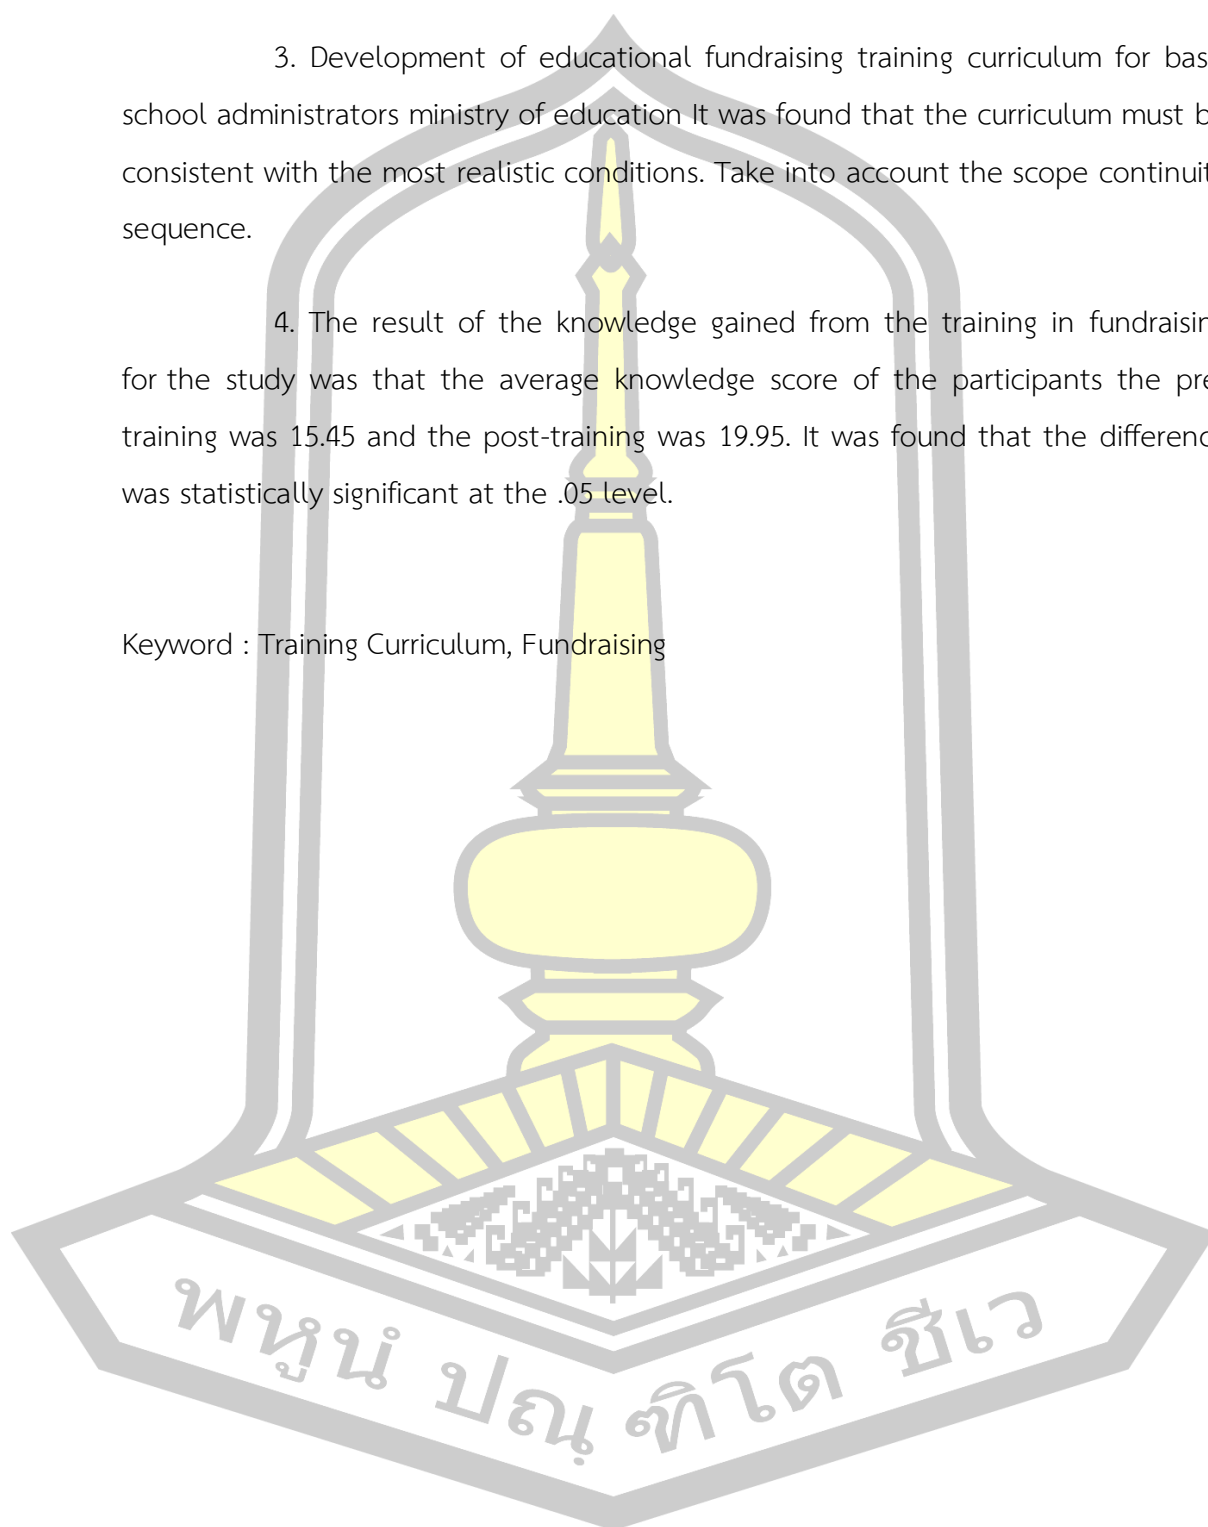 3. Development of educational fundraising training curriculum for bas
school administrators ministry of education It was found that the curriculum must b
consistent with the most realistic conditions. Take into account the scope continuit
sequence.
4. The result of the knowledge gained from the training in fundraisin
for the study was that the average knowledge score of the participants the pre
training was 15.45 and the post-training was 19.95. It was found that the differenc
was statistically significant at the .05 level.
Keyword : Training Curriculum, Fundraising
พหูนํ ปณฺฑิโต ชีเว